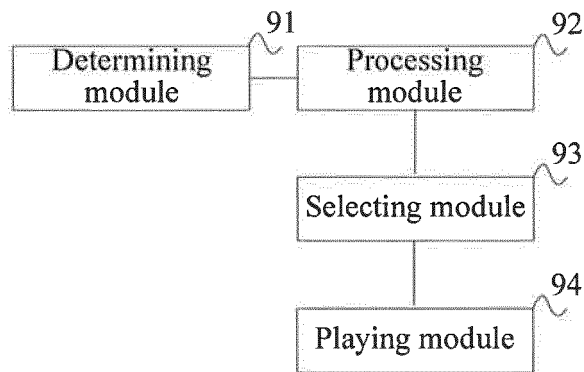 91
Determining
module
92
Processing
module
93
Selecting module
94
Playing module